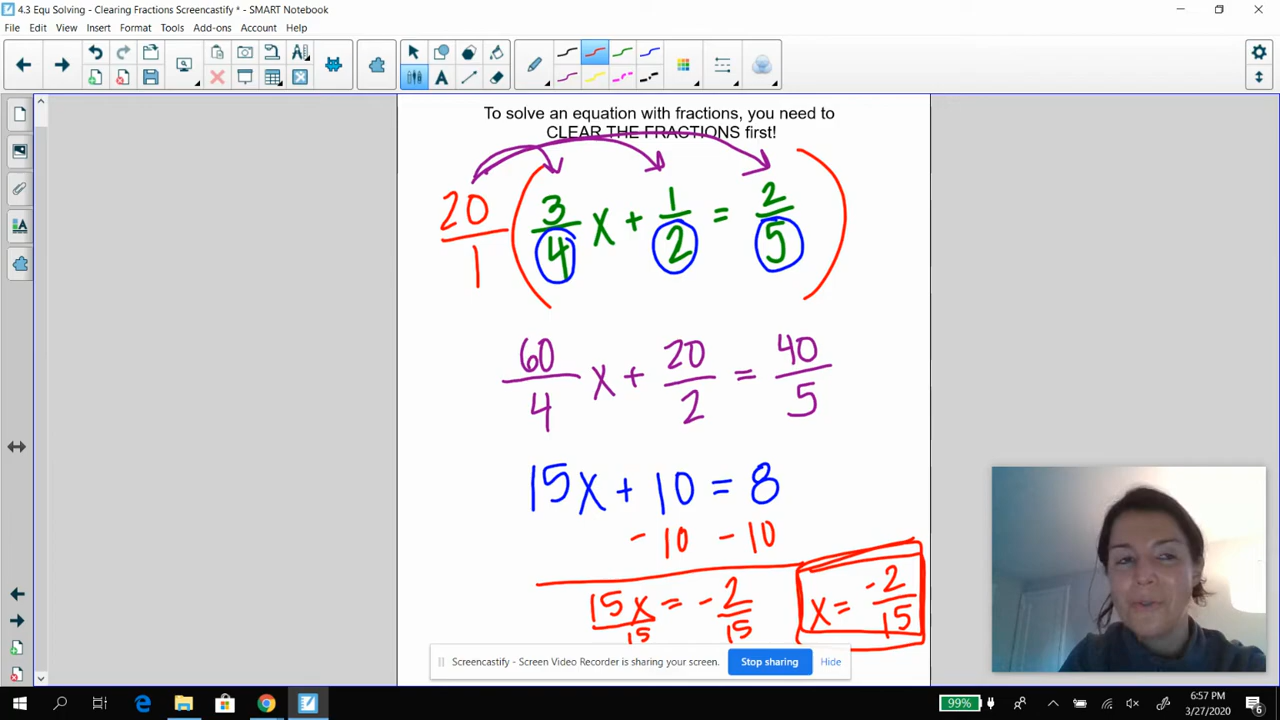 4.3 Equ Solving - Clearing Fractions Screencastify * - SMART Notebook
File Edit View Insert Format Tools Add-ons Account Help
To solve an equation with fractions, you need to
CLEAR THE FRACTIONS first!
20/1 ( 3/4 x + 1/2 = 2/5 )
60/4 x + 20/2 = 40/5
15x + 10 = 8
- 10 - 10
15x/15 = -2/15
x = -2/15
Screencastify - Screen Video Recorder is sharing your screen. Stop sharing Hide
99%
6:57 PM
3/27/2020
6